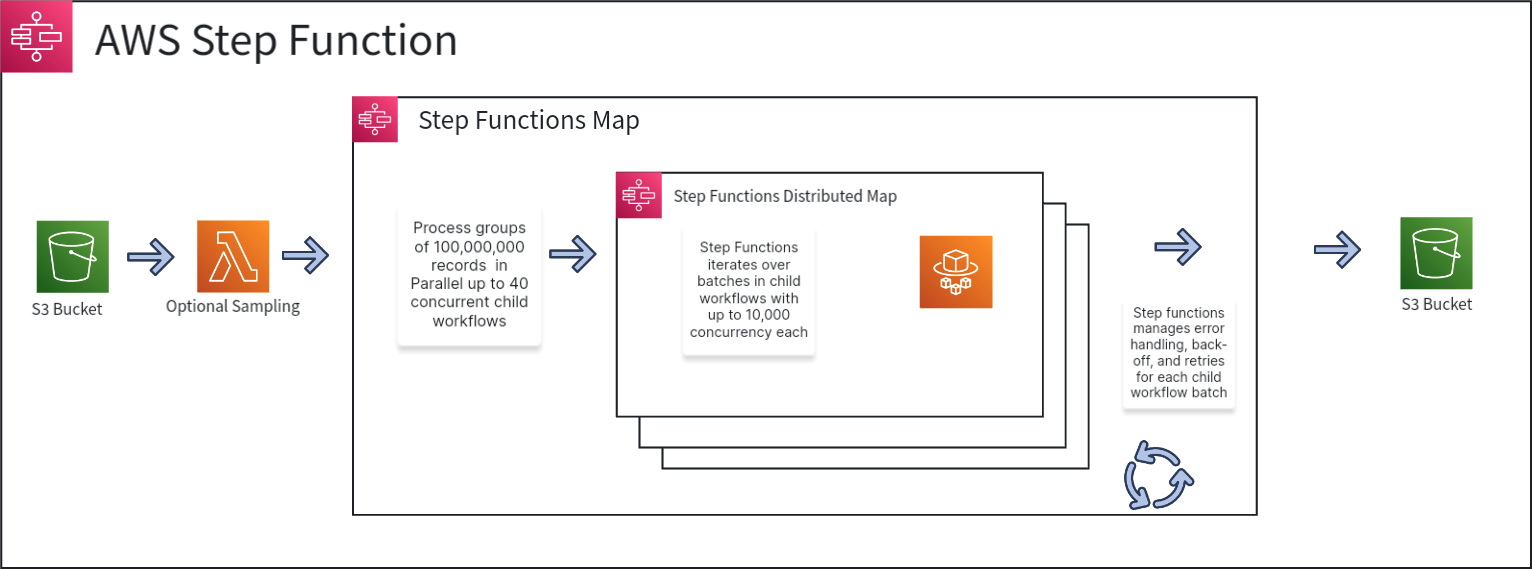 AWS Step Function
Step Functions Map
Step Functions Distributed Map
S3 Bucket
Optional Sampling
Process groups
of 100,000,000
records in
Parallel up to 40
concurrent child
workflows
Step Functions
iterates over
batches in child
workflows with
up to 10,000
concurrency each
Step functions
manages error
handling, back-
off, and retries
for each child
workflow batch
S3 Bucket